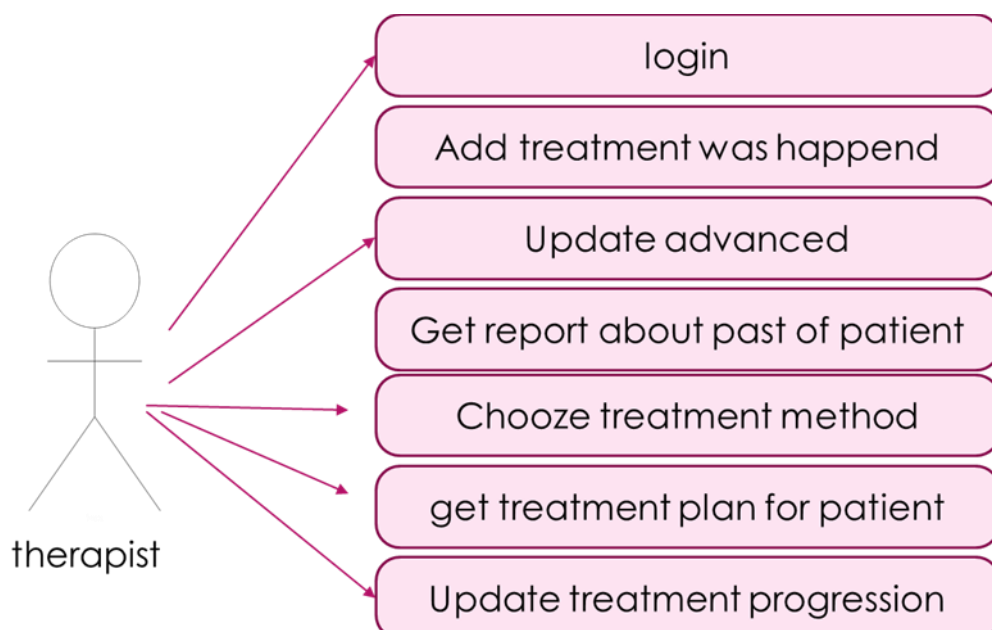 login
Add treatment was happend
Update advanced
Get report about past of patient
Chooze treatment method
get treatment plan for patient
therapist
Update treatment progression